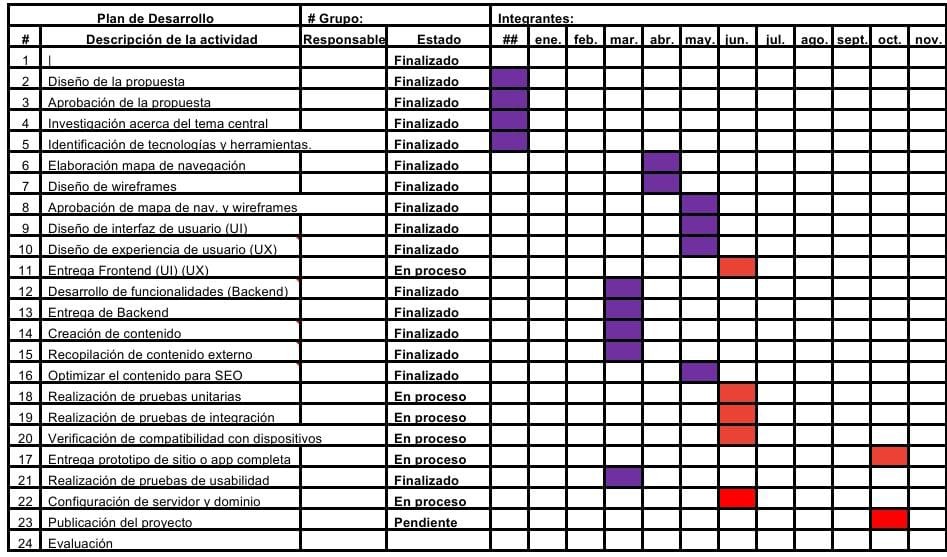 Plan de Desarrollo # Grupo: Integrantes:
# Descripción de la actividad Responsable Estado ## ene. feb. mar. abr. may. jun. jul. ago. sept. oct. nov.
1 | Finalizado
2 Diseño de la propuesta Finalizado
3 Aprobación de la propuesta Finalizado
4 Investigación acerca del tema central Finalizado
5 Identificación de tecnologías y herramientas. Finalizado
6 Elaboración mapa de navegación Finalizado
7 Diseño de wireframes Finalizado
8 Aprobación de mapa de nav. y wireframes Finalizado
9 Diseño de interfaz de usuario (UI) Finalizado
10 Diseño de experiencia de usuario (UX) Finalizado
11 Entrega Frontend (UI) (UX) En proceso
12 Desarrollo de funcionalidades (Backend) Finalizado
13 Entrega de Backend Finalizado
14 Creación de contenido Finalizado
15 Recopilación de contenido externo Finalizado
16 Optimizar el contenido para SEO Finalizado
18 Realización de pruebas unitarias En proceso
19 Realización de pruebas de integración En proceso
20 Verificación de compatibilidad con dispositivos En proceso
17 Entrega prototipo de sitio o app completa En proceso
21 Realización de pruebas de usabilidad Finalizado
22 Configuración de servidor y dominio En proceso
23 Publicación del proyecto Pendiente
24 Evaluación